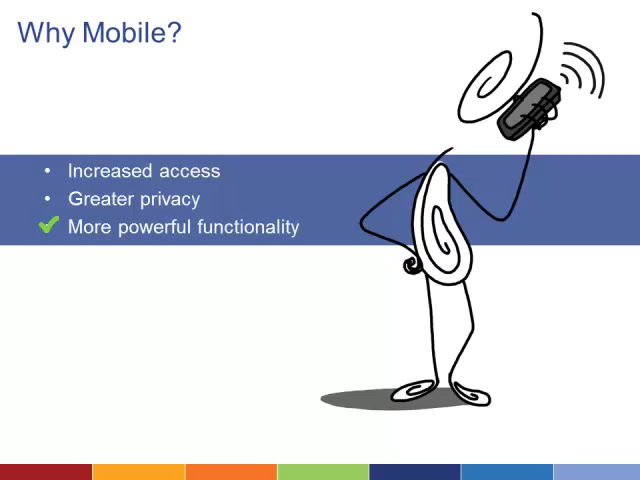 Why Mobile?
• Increased access
• Greater privacy
✔ More powerful functionality